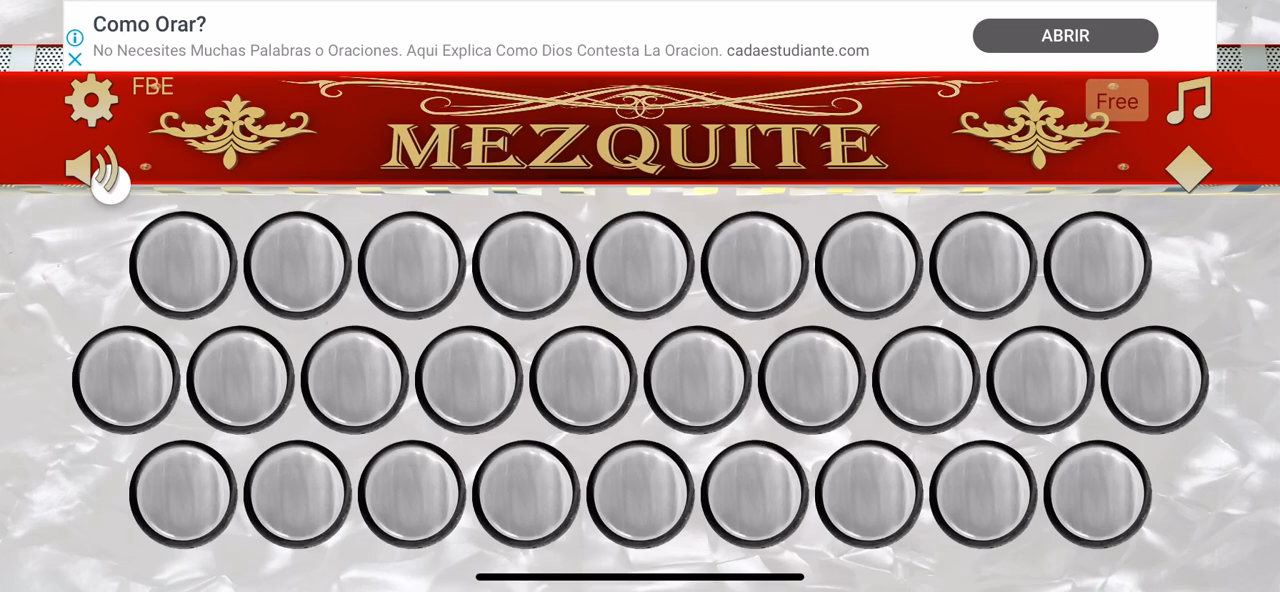 Como Orar?
No Necesites Muchas Palabras o Oraciones. Aqui Explica Como Dios Contesta La Oracion. cadaestudiante.com
ABRIR
FBE
MEZQUITE
Free